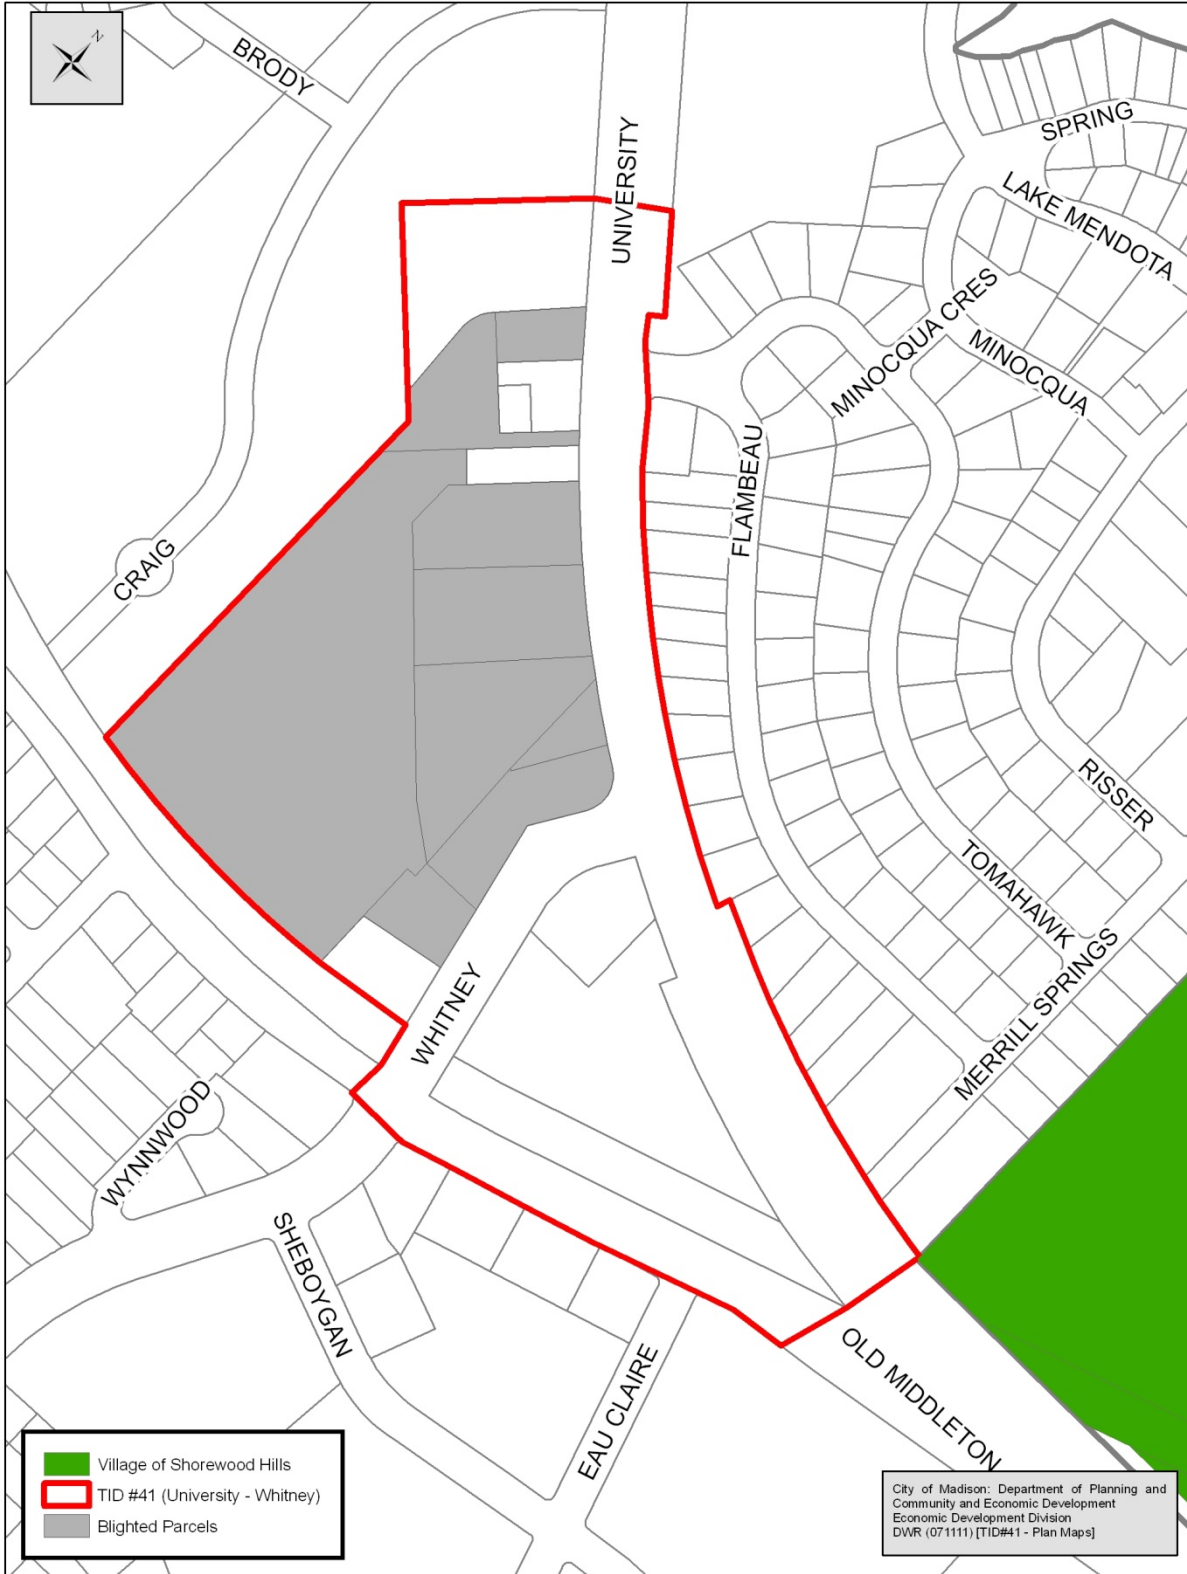 N
BRODY
UNIVERSITY
SPRING
LAKE MENDOTA
MINOCQUA CRES
MINOCQUA
FLAMBEAU
CRAIG
RISSER
TOMAHAWK
MERRILL SPRINGS
WHITNEY
WYNNWOOD
SHEBOYGAN
EAU CLAIRE
OLD MIDDLETON
Village of Shorewood Hills
TID #41 (University - Whitney)
Blighted Parcels
City of Madison: Department of Planning and
Community and Economic Development
Economic Development Division
DWR (071111) [TID#41 - Plan Maps]